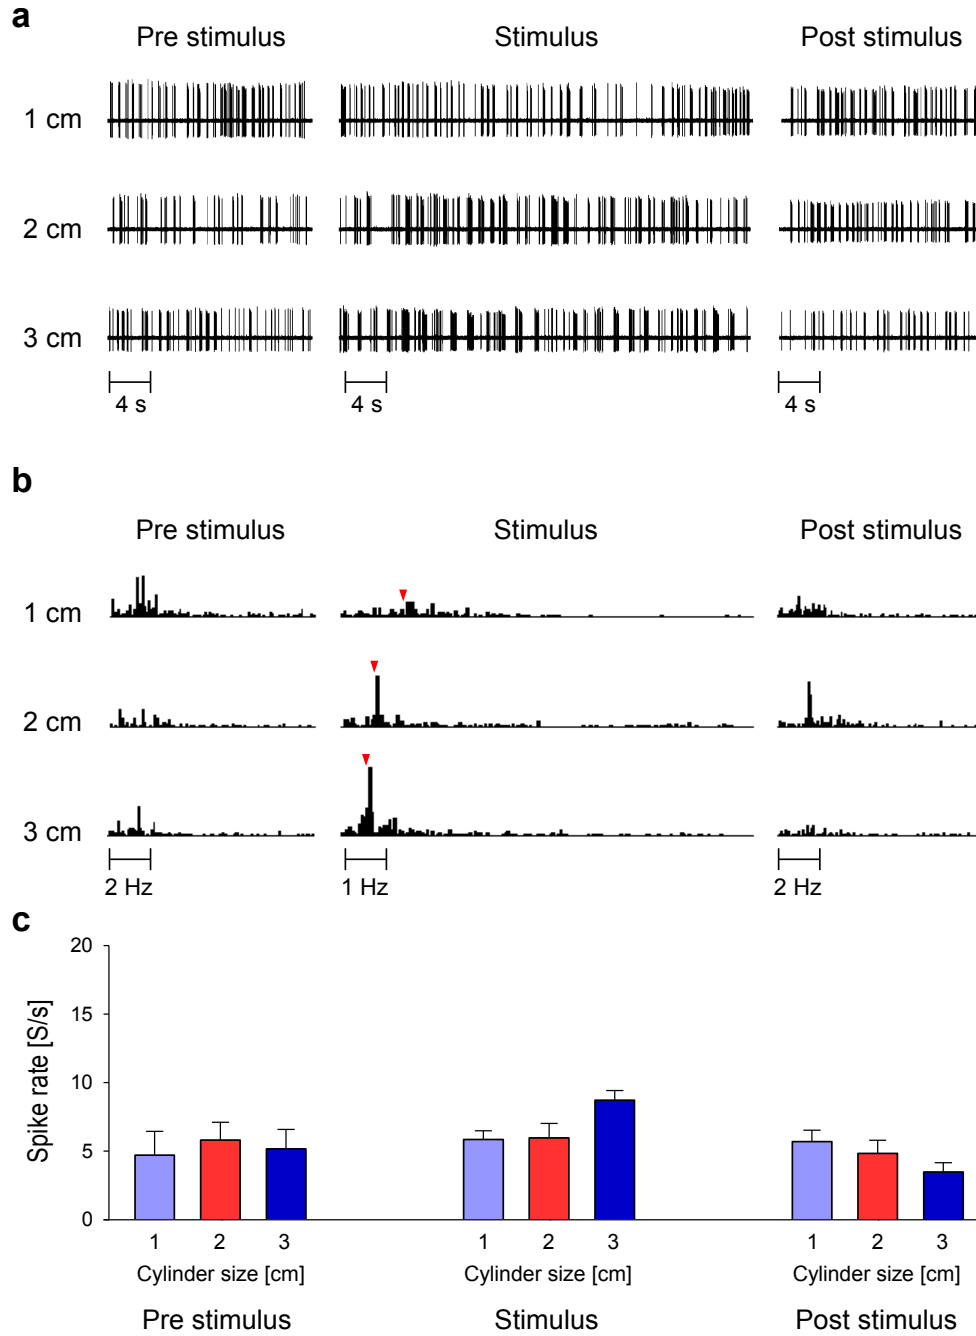 a
Pre stimulus Stimulus Post stimulus
1 cm
2 cm
3 cm
4 s 4 s 4 s
b
Pre stimulus Stimulus Post stimulus
1 cm
2 cm
3 cm
2 Hz 1 Hz 2 Hz
c
Spike rate [S/s]
20
15
10
5
0
1 2 3 1 2 3 1 2 3
Cylinder size [cm] Cylinder size [cm] Cylinder size [cm]
Pre stimulus Stimulus Post stimulus